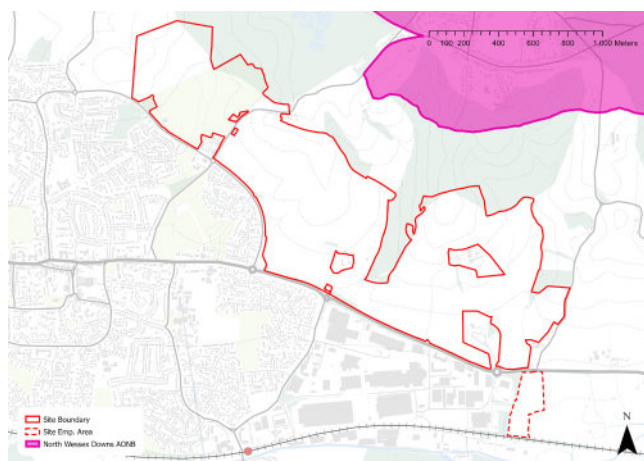 0 100 200 400 600 800 1,000 Meters
Site Boundary
Site Emp. Area
North Wessex Downs AONB
N